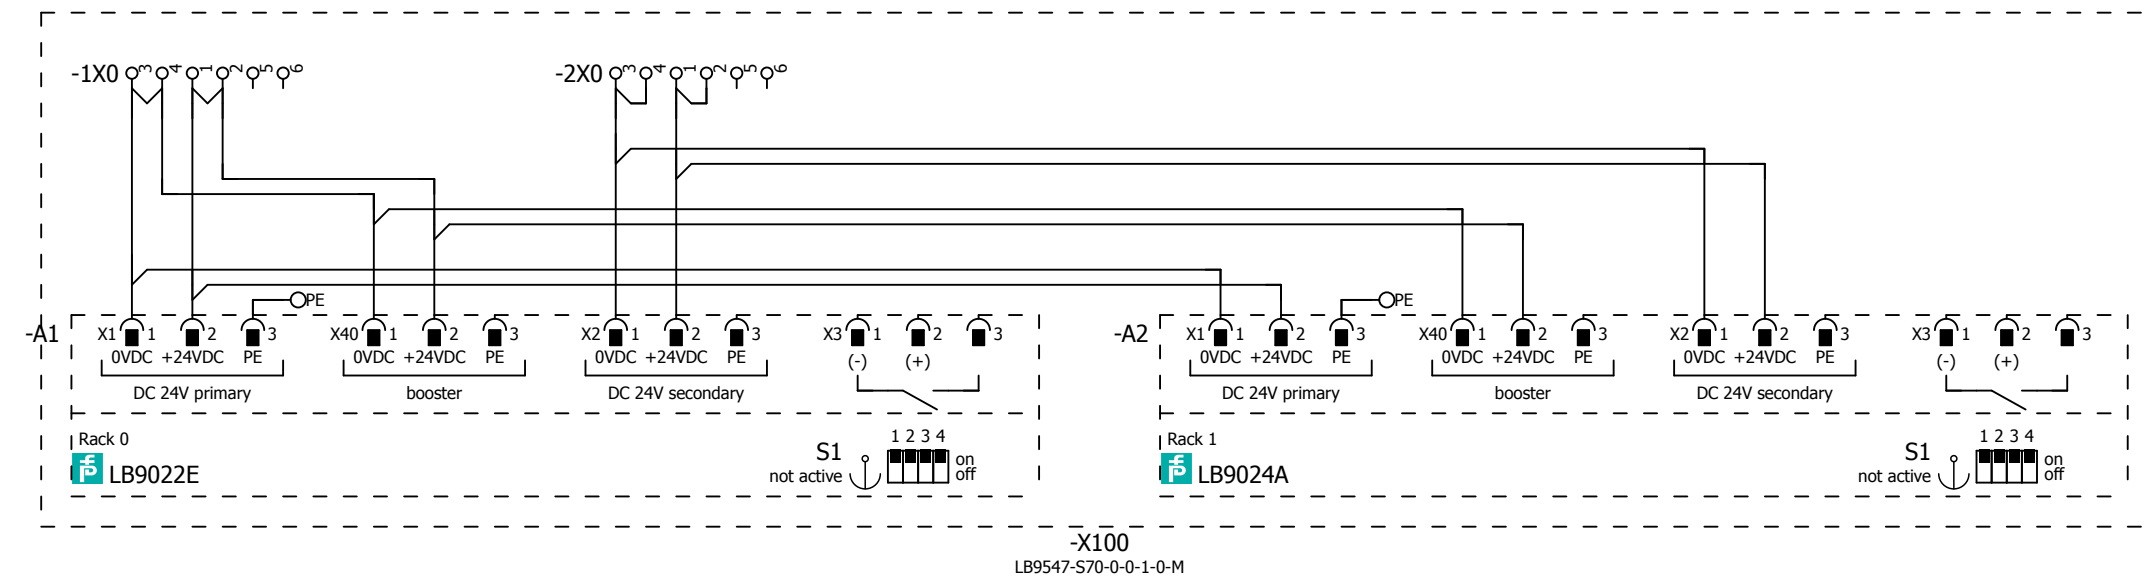 -1X0 3 4 1 2 5 6
-2X0 3 4 1 2 5 6
PE
PE
-A1 X1 1 2 3 X40 1 2 3 X2 1 2 3 X3 1 2 3
0VDC +24VDC PE 0VDC +24VDC PE 0VDC +24VDC PE (-) (+)
DC 24V primary booster DC 24V secondary
Rack 0
LB9022E
S1
not active
1 2 3 4
on
off
-A2 X1 1 2 3 X40 1 2 3 X2 1 2 3 X3 1 2 3
0VDC +24VDC PE 0VDC +24VDC PE 0VDC +24VDC PE (-) (+)
DC 24V primary booster DC 24V secondary
Rack 1
LB9024A
S1
not active
1 2 3 4
on
off
-X100
LB9547-S70-0-0-1-0-M